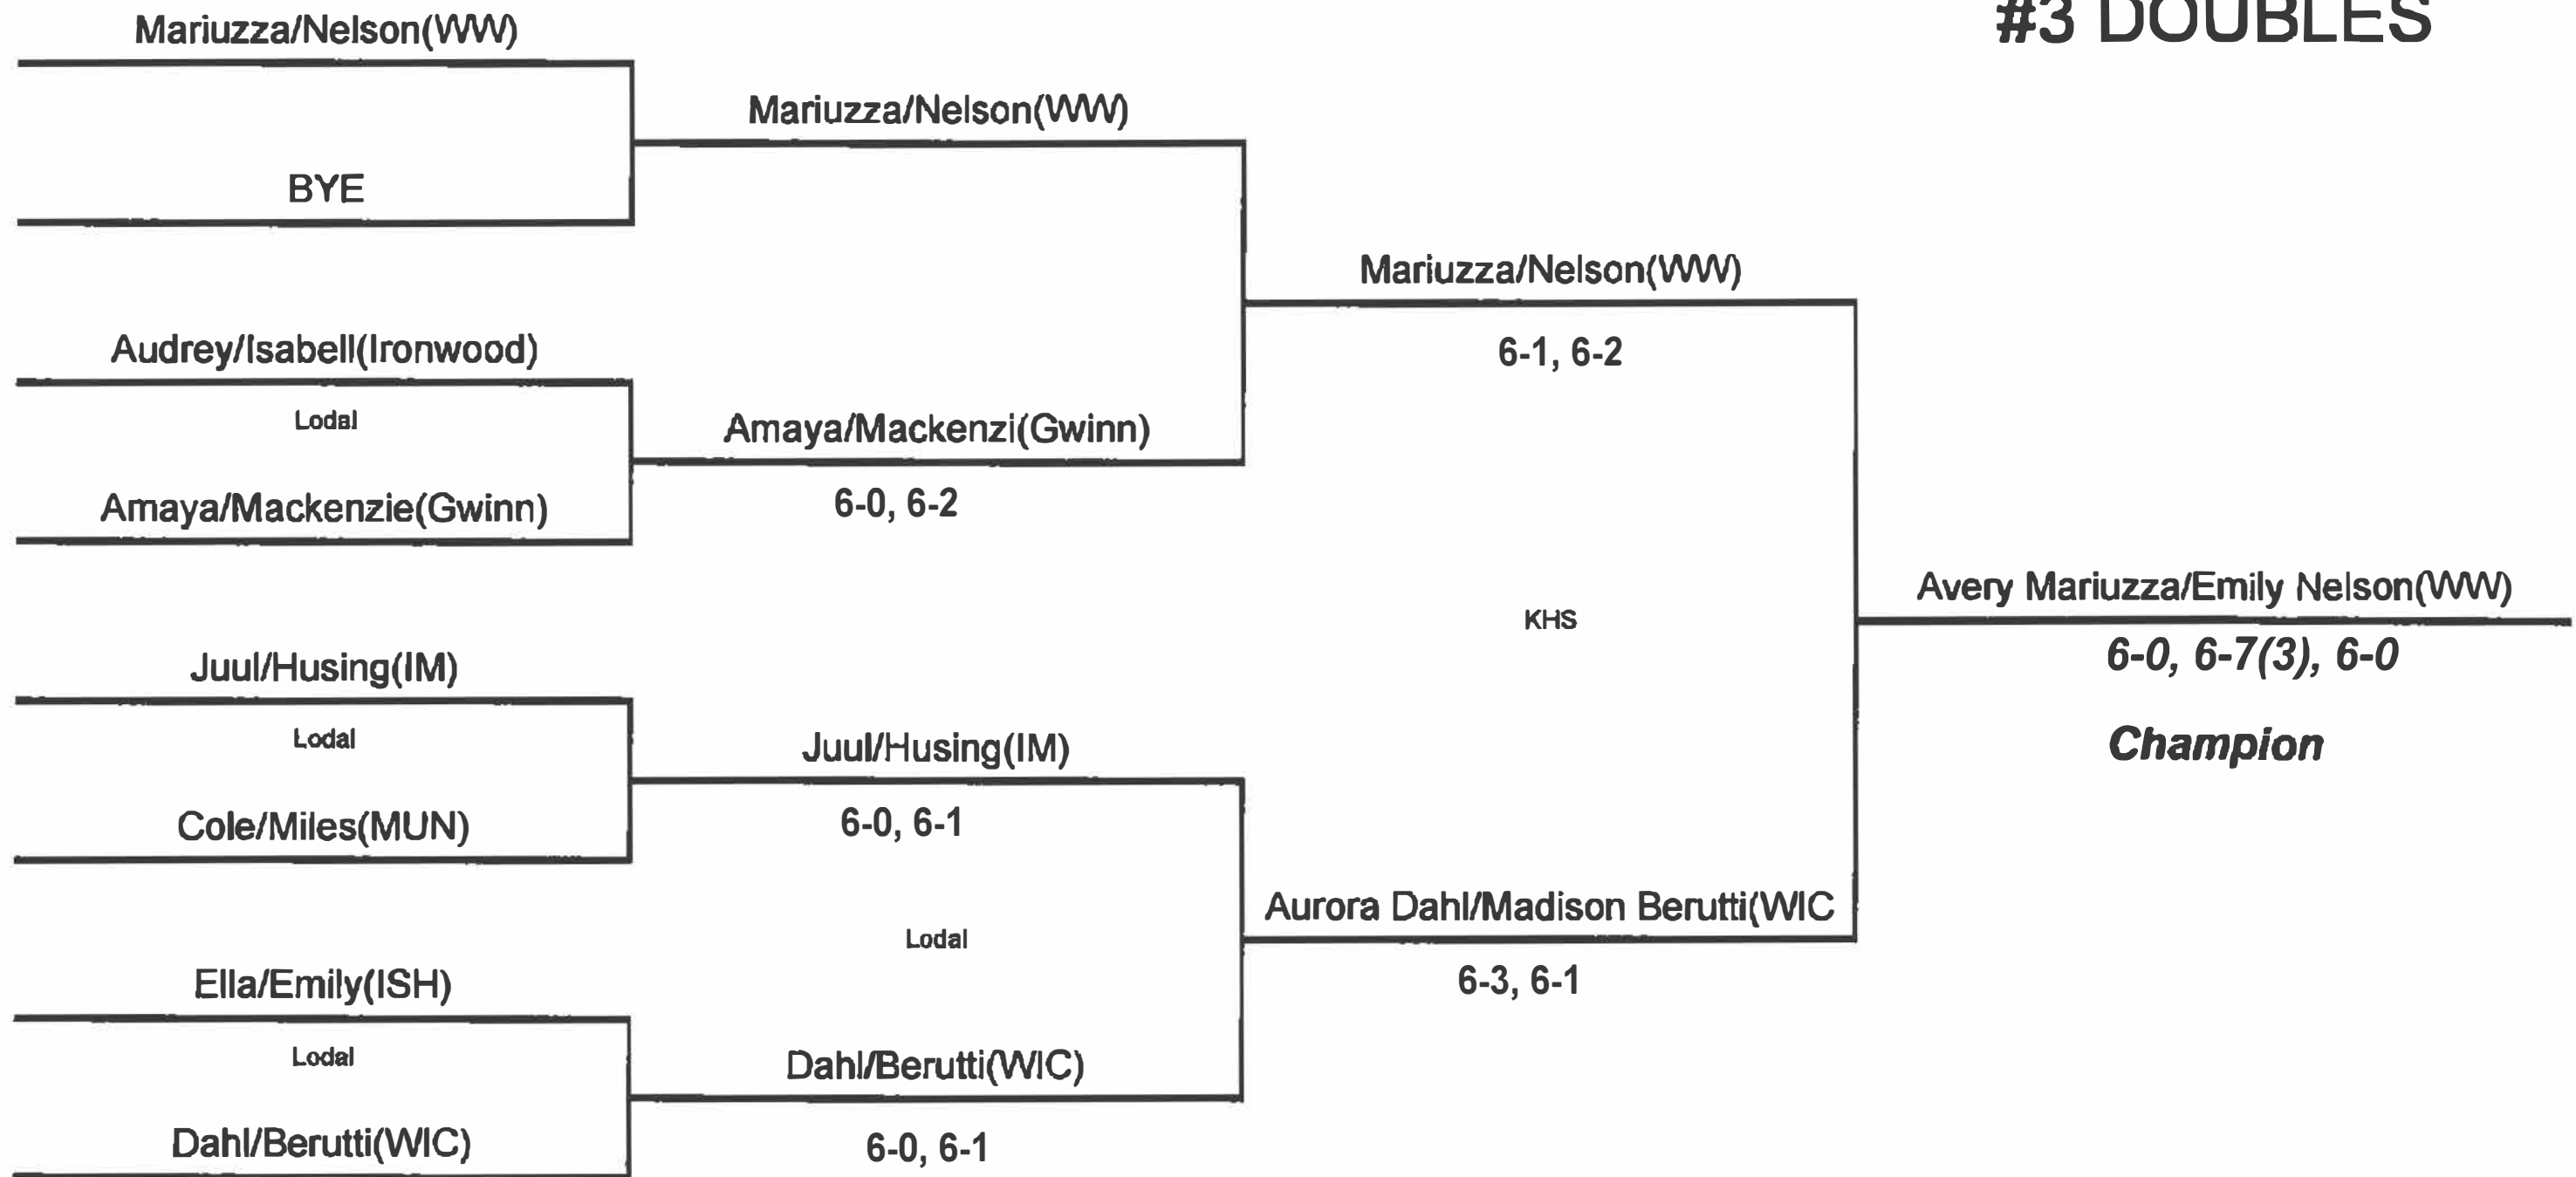 #3 DOUBLES
Mariuzza/Nelson(WW)
BYE
Audrey/Isabell(Ironwood)
Lodal
Amaya/Mackenzie(Gwinn)
Juul/Husing(IM)
Lodal
Cole/Miles(MUN)
Ella/Emily(ISH)
Lodal
Dahl/Berutti(WIC)
Mariuzza/Nelson(WW)
Amaya/Mackenzi(Gwinn)
6-0, 6-2
Juul/Husing(IM)
6-0, 6-1
Lodal
Dahl/Berutti(WIC)
6-0, 6-1
Mariuzza/Nelson(WW)
6-1, 6-2
KHS
Aurora Dahl/Madison Berutti(WIC
6-3, 6-1
Avery Mariuzza/Emily Nelson(WW)
6-0, 6-7(3), 6-0
Champion